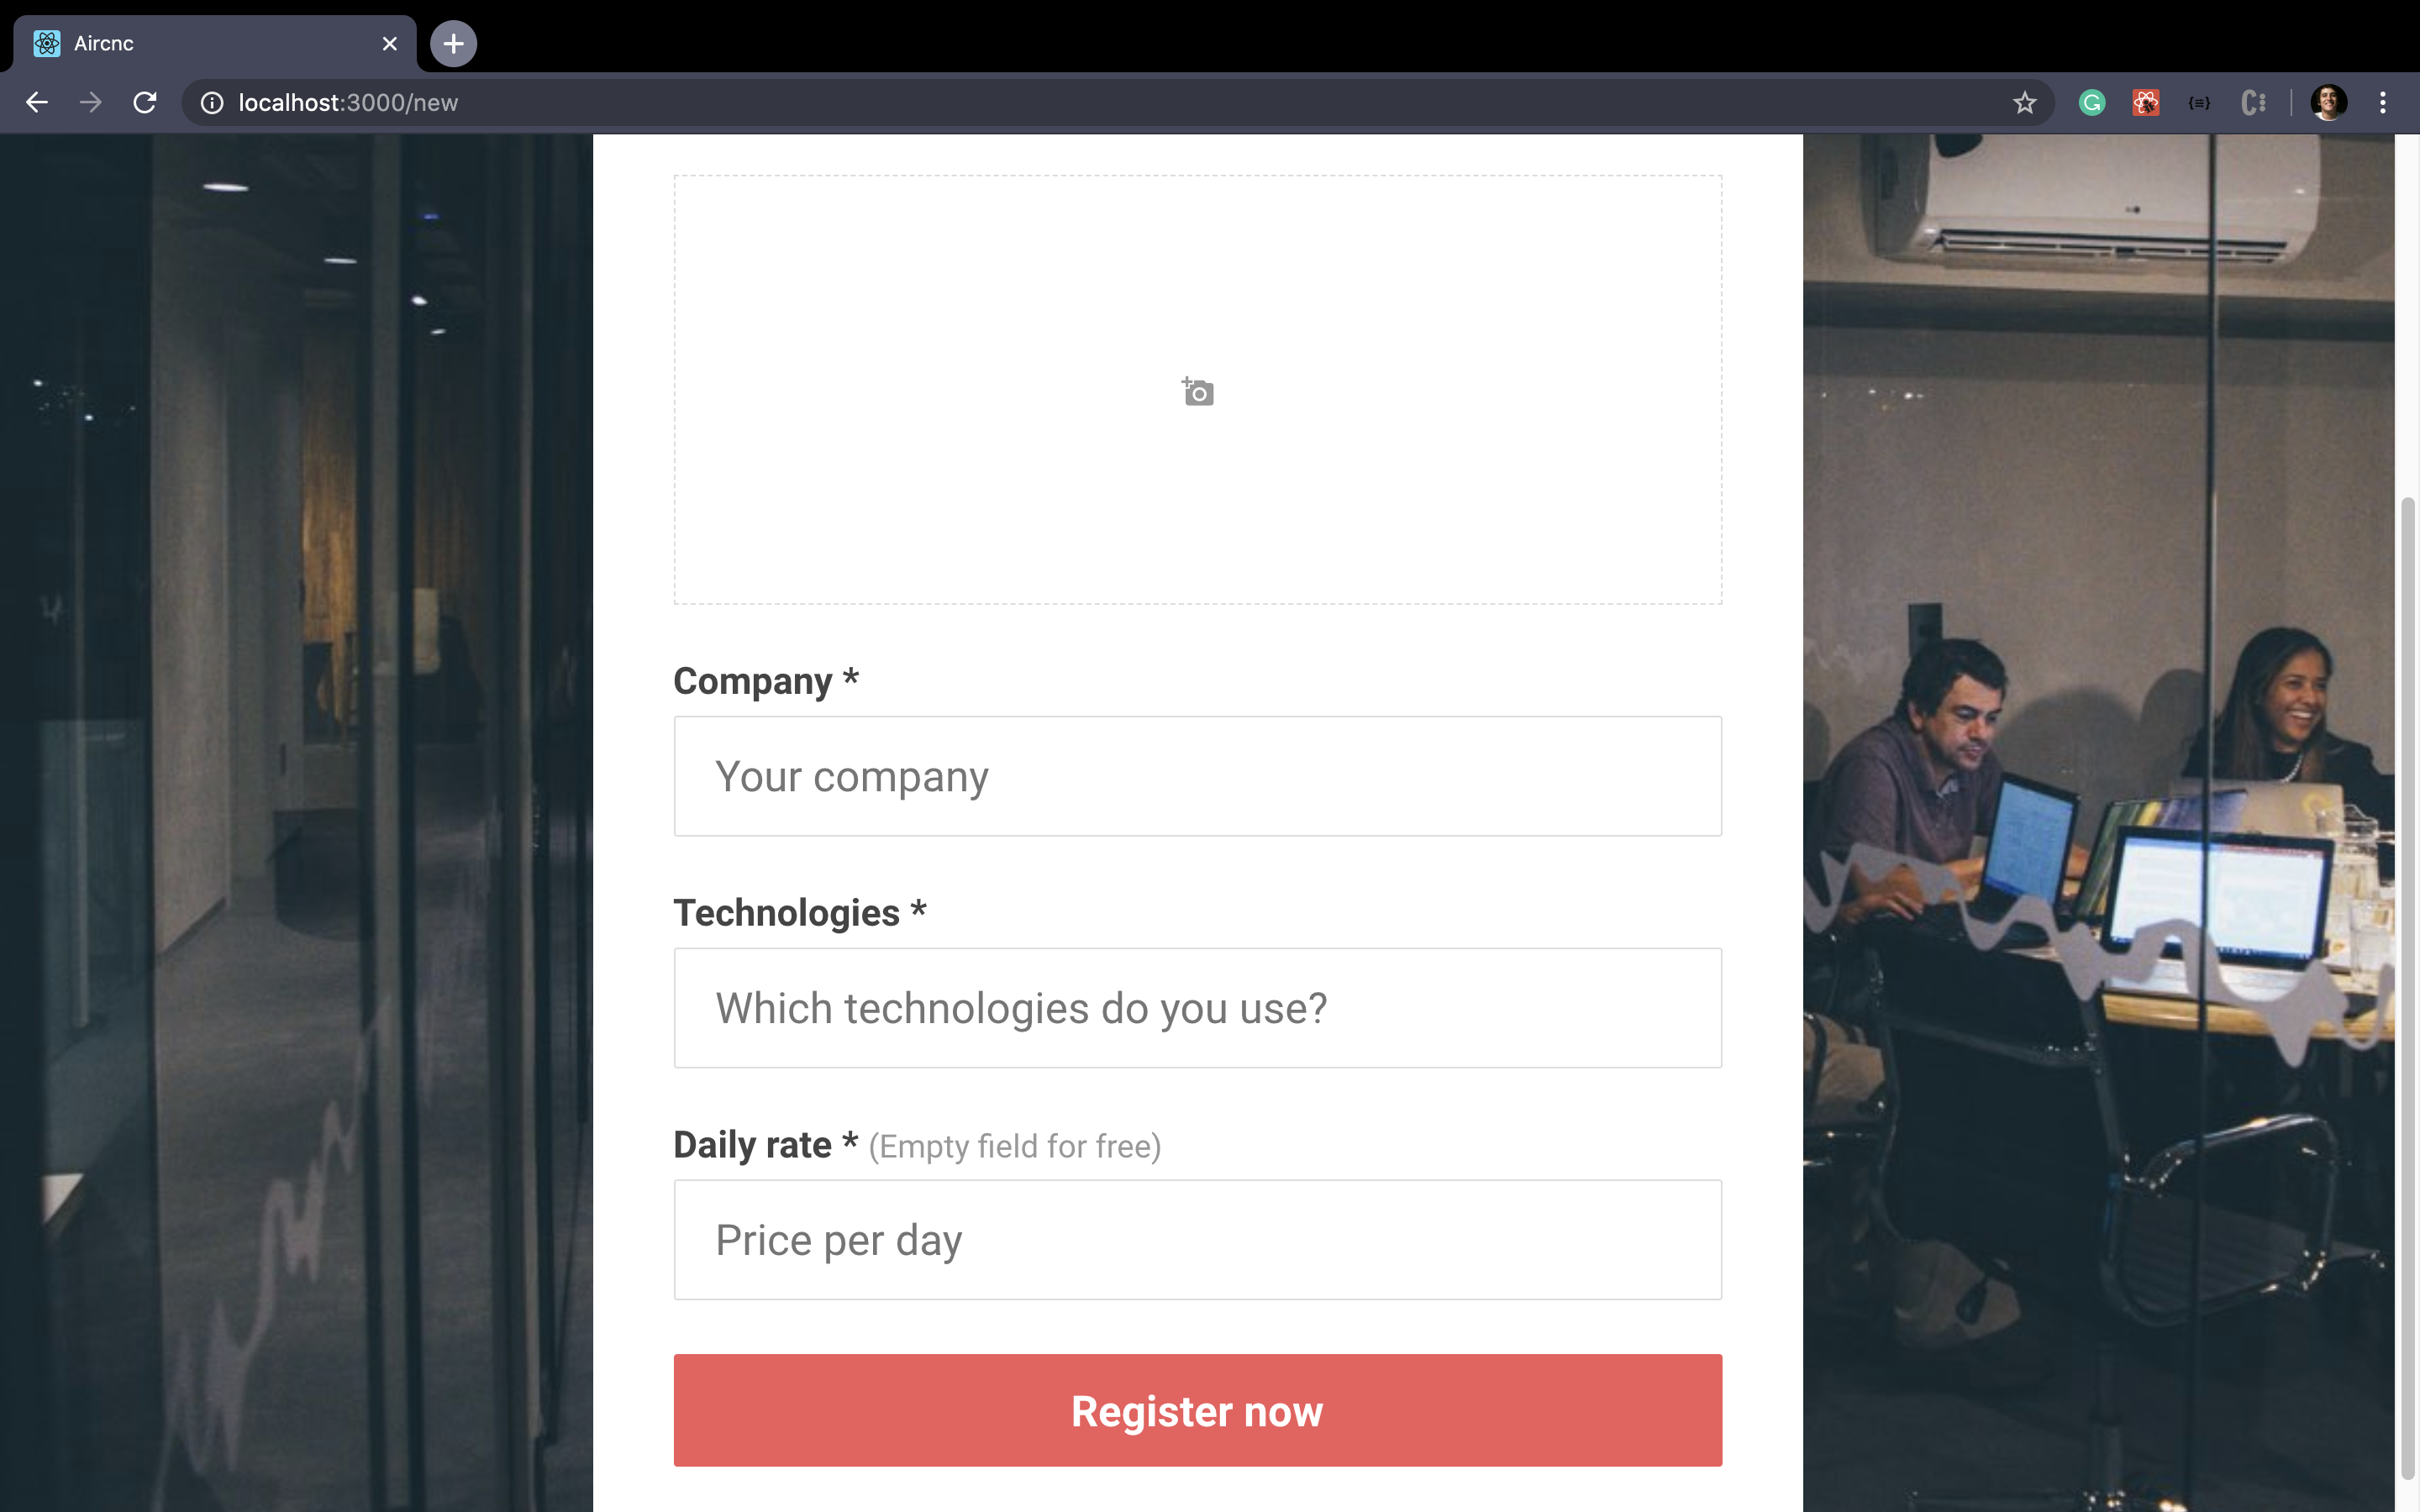 Aircnc
localhost:3000/new
Company *
Your company
Technologies *
Which technologies do you use?
Daily rate * (Empty field for free)
Price per day
Register now